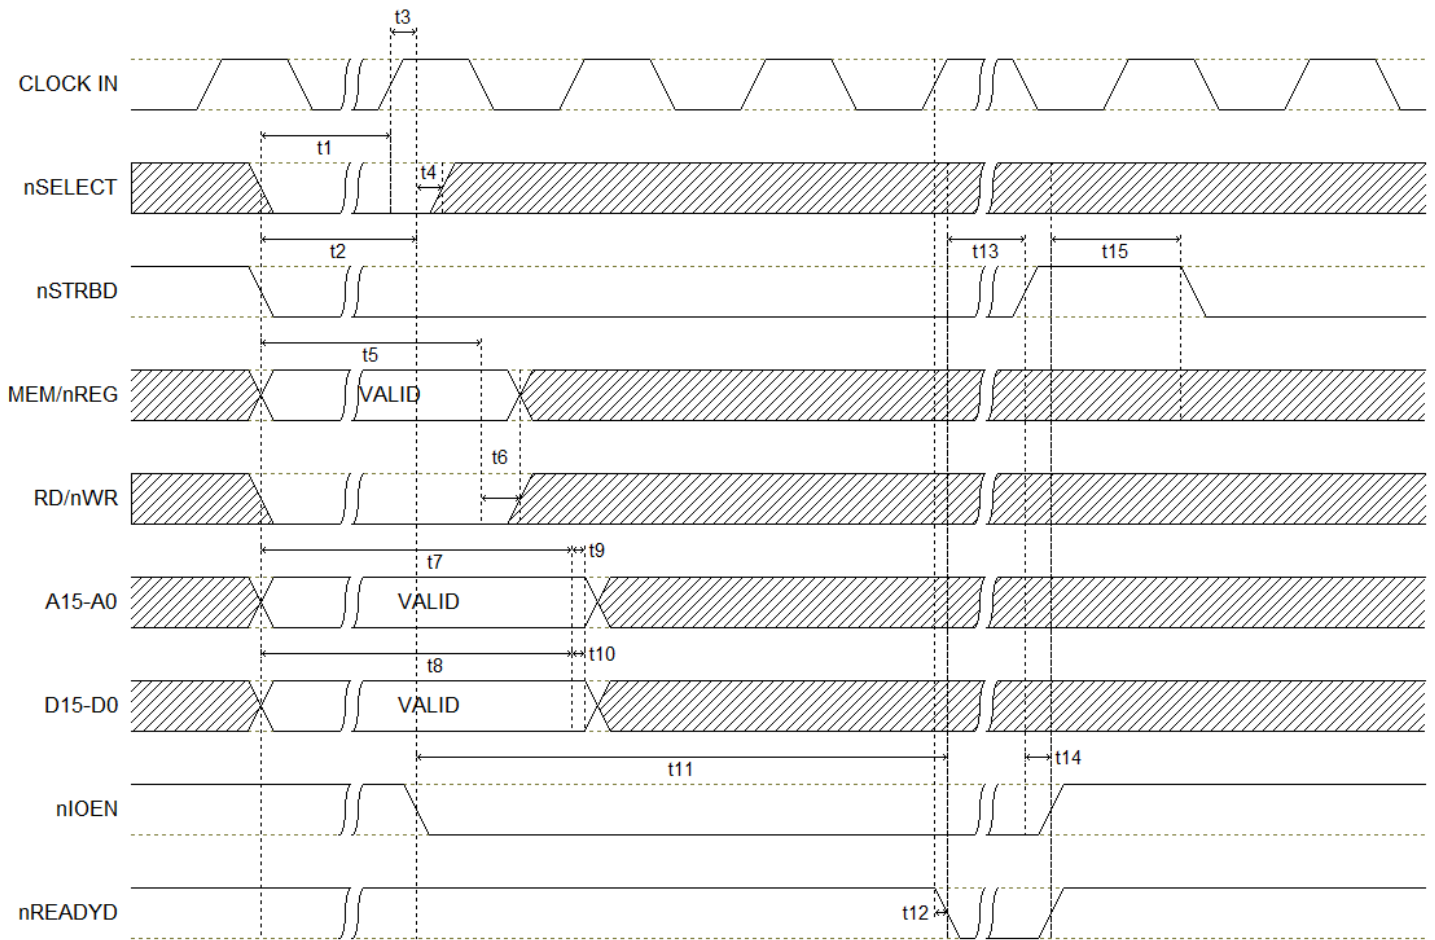 t3
CLOCK IN
t1
nSELECT
t4
t2
t13
t15
nSTRBD
t5
MEM/nREG
VALID
t6
RD/nWR
t7
t9
A15-A0
VALID
t8
t10
D15-D0
VALID
t11
t14
nIOEN
nREADYD
t12